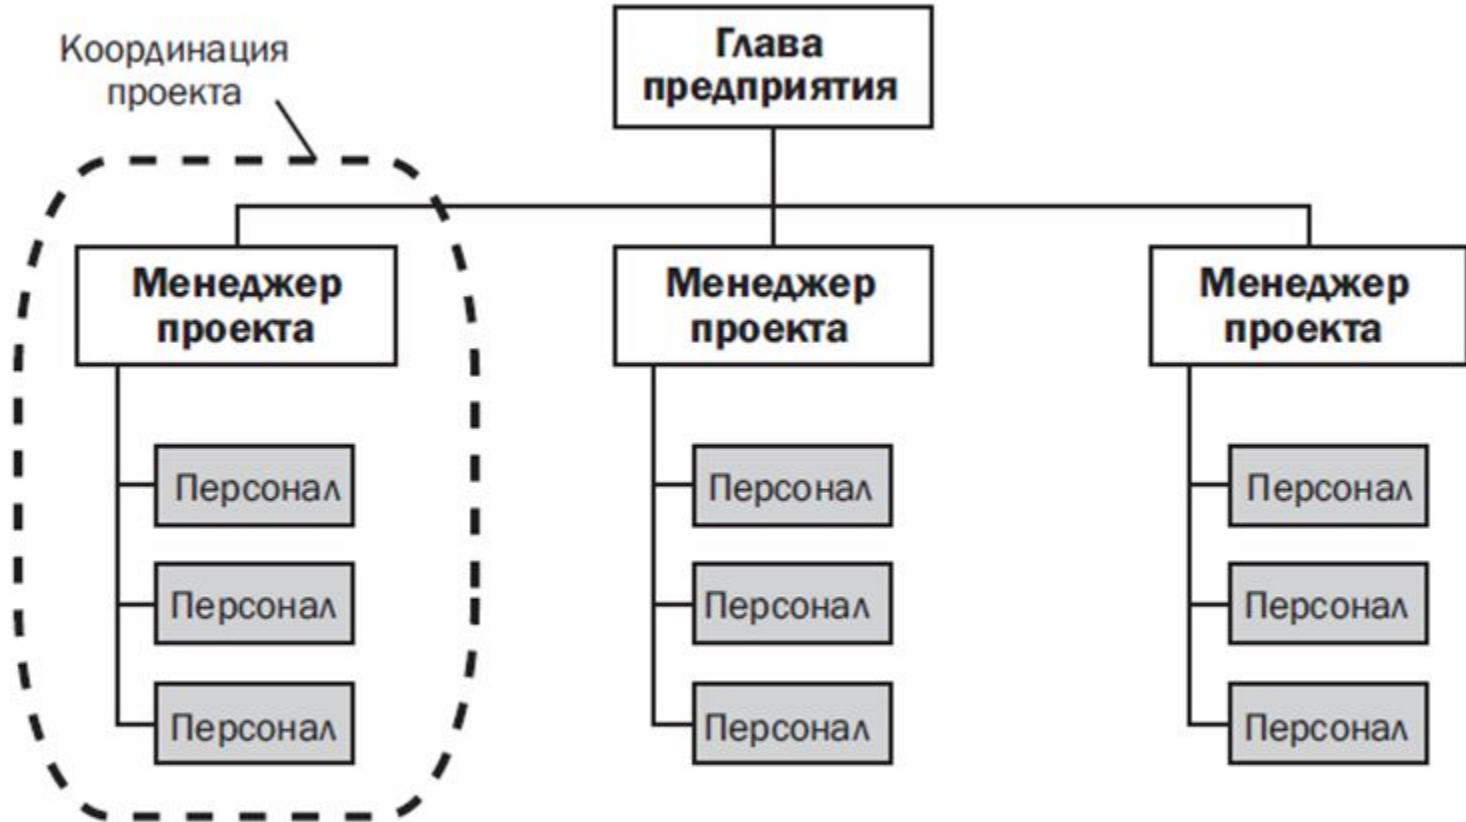 Координация
проекта
Глава
предприятия
Менеджер
проекта
Менеджер
проекта
Менеджер
проекта
Персонал
Персонал
Персонал
Персонал
Персонал
Персонал
Персонал
Персонал
Персонал